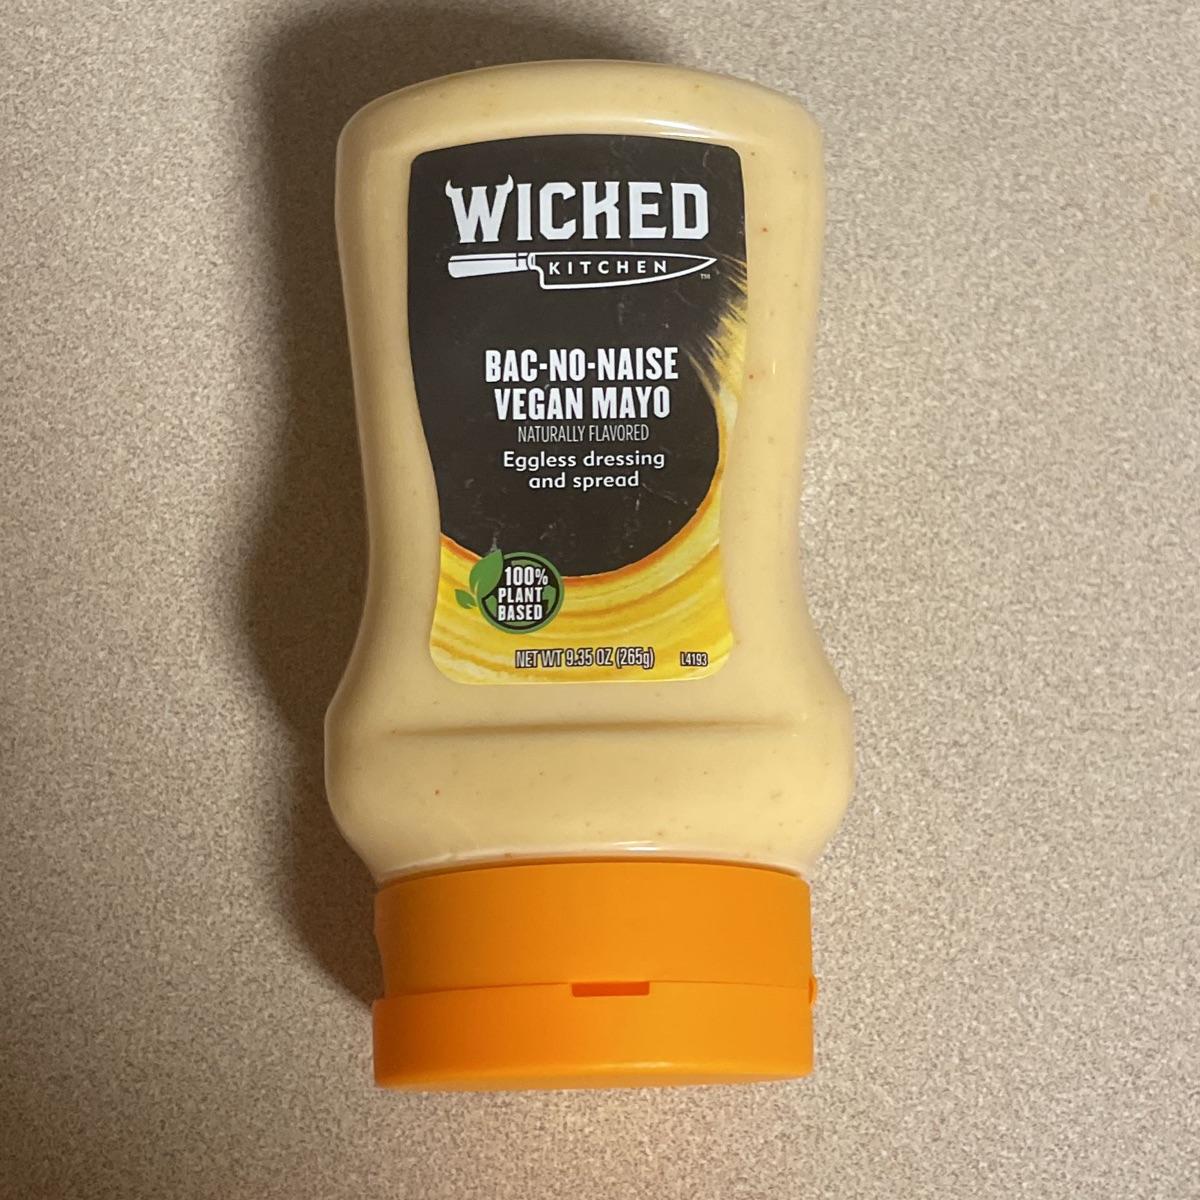 WICKED
KITCHEN
™
BAC-NO-NAISE
VEGAN MAYO
NATURALLY FLAVORED
Eggless dressing
and spread
100%
PLANT
BASED
NET WT 9.35 OZ (265g) L4193